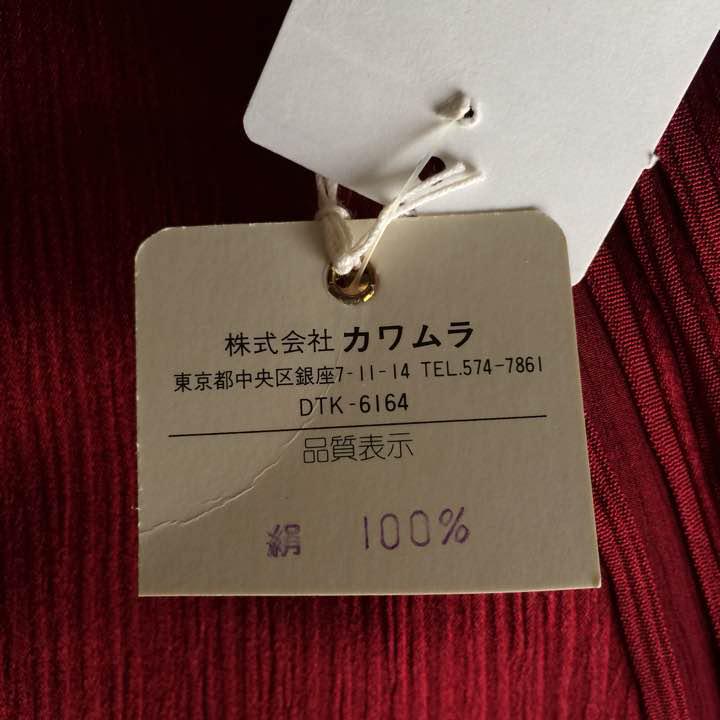 株式会社 カワムラ
東京都中央区銀座7-11-14 TEL.574-7861
DTK-6164
品質表示
絹 100%